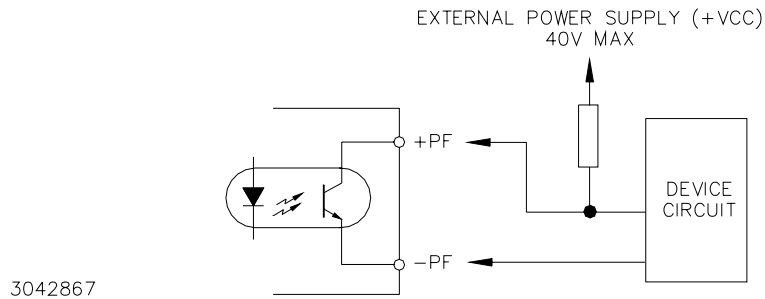 EXTERNAL POWER SUPPLY (+VCC)
40V MAX
+PF
DEVICE
CIRCUIT
-PF
3042867